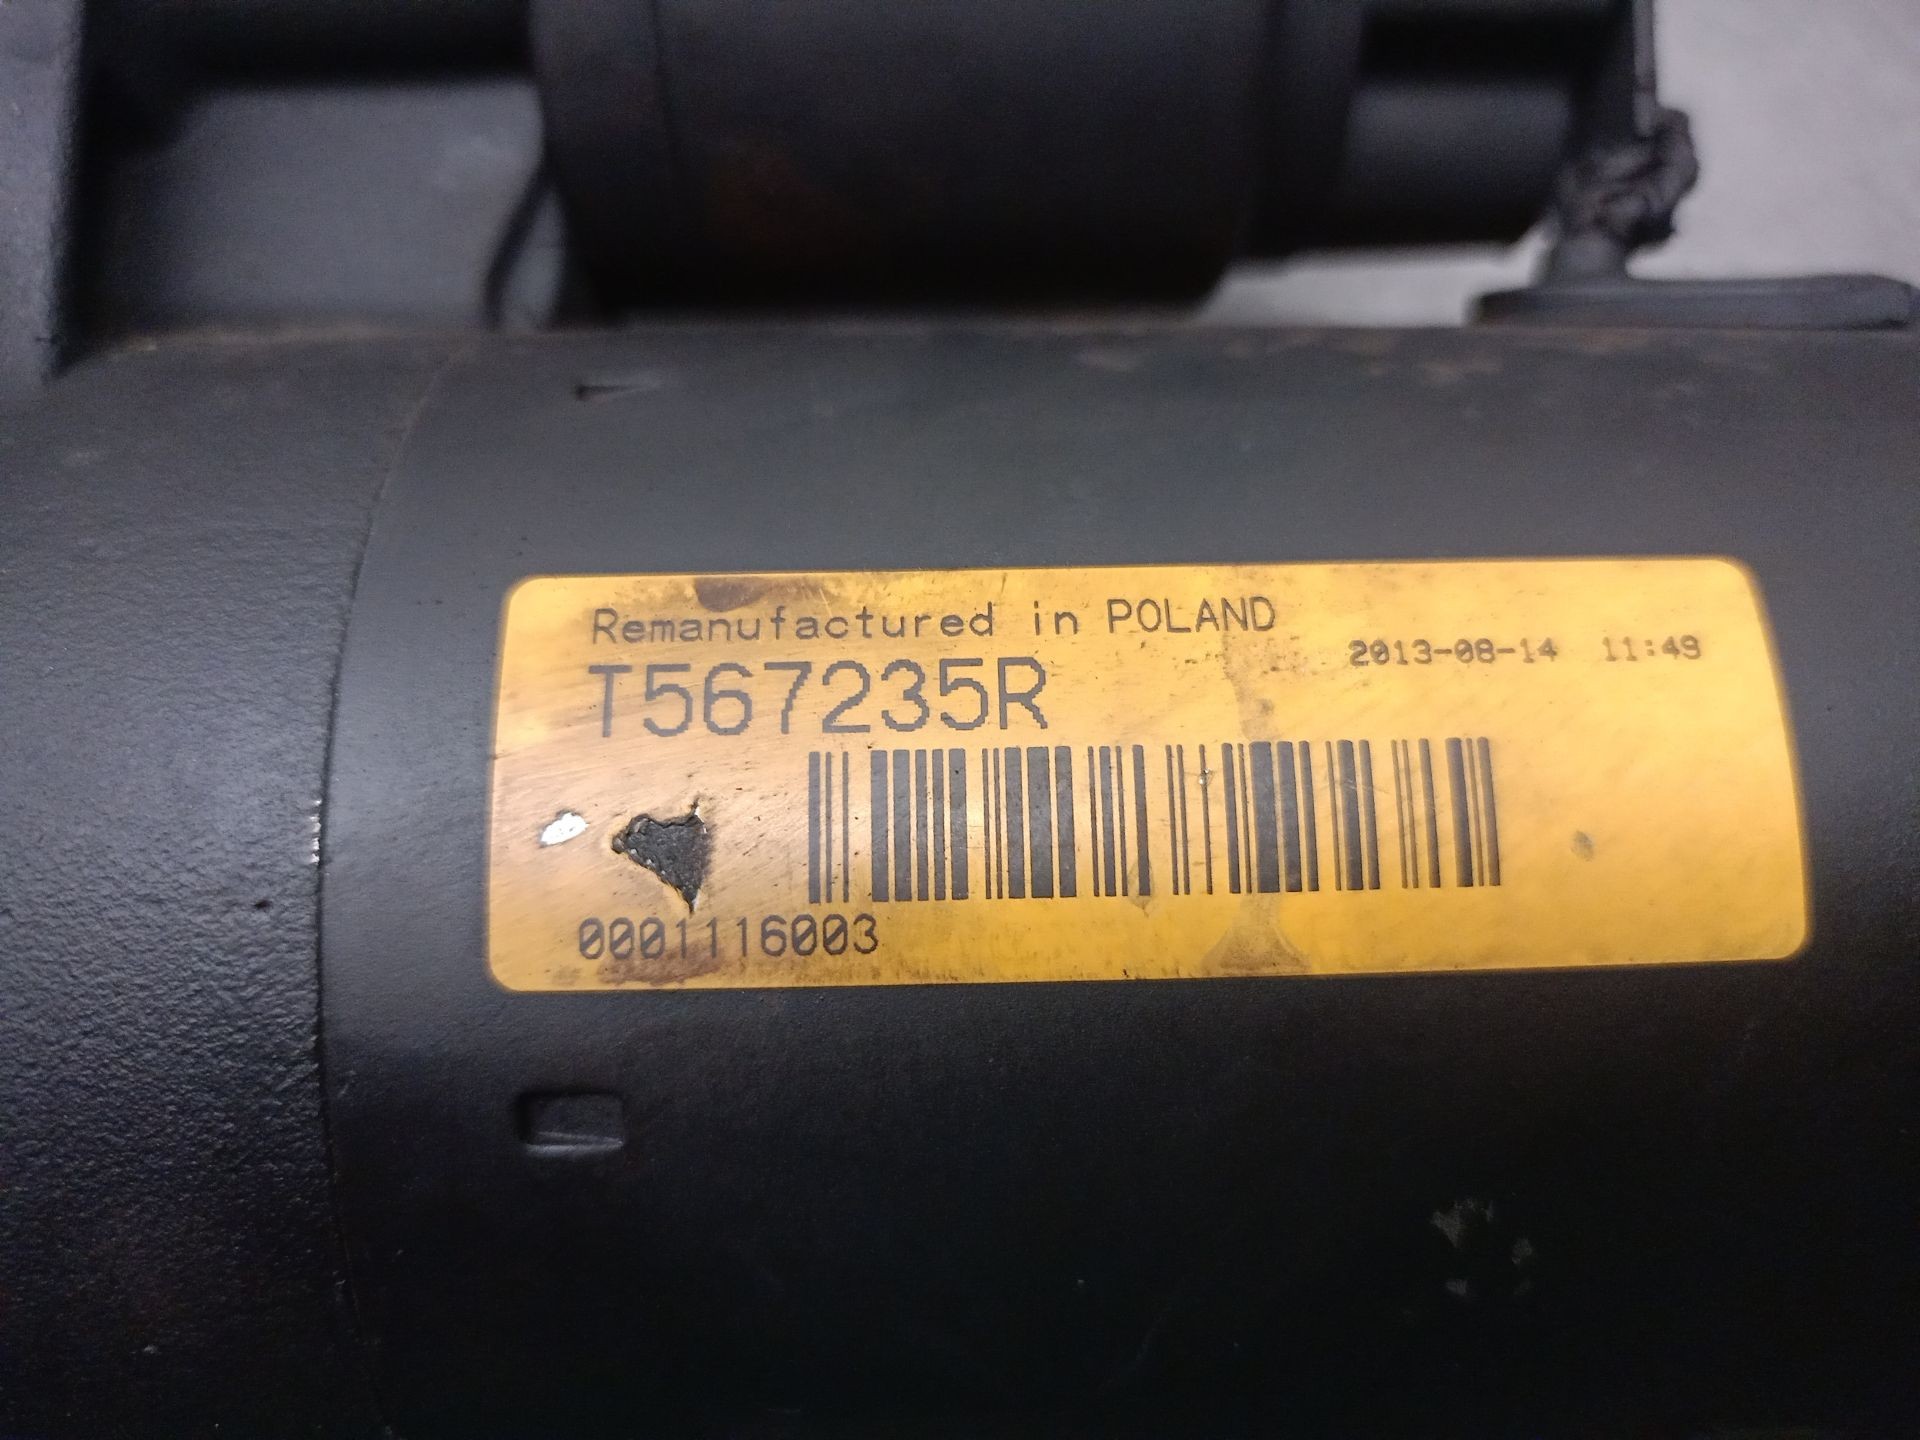 Remanufactured in POLAND
2013-08-14 11:49
T567235R
0001116003